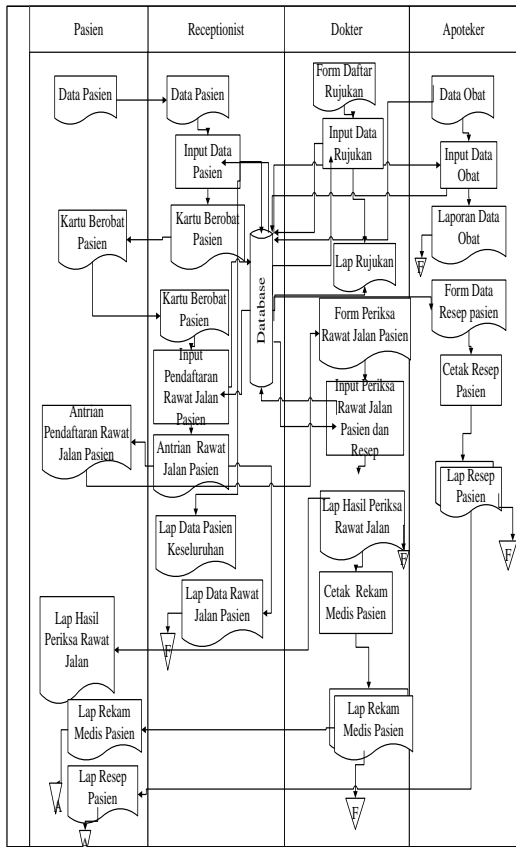 Pasien
Receptionist
Dokter
Apoteker
Data Pasien
Data Pasien
Form Daftar
Rujukan
Data Obat
Input Data
Pasien
Input Data
Rujukan
Input Data
Obat
Kartu Berobat
Pasien
Kartu Berobat
Pasien
Database
Lap Rujukan
Laporan Data
Obat
F
Kartu Berobat
Pasien
Form Periksa
Rawat Jalan Pasien
Form Data
Resep pasien
Input
Pendaftaran
Rawat Jalan
Pasien
Input Periksa
Rawat Jalan
Pasien dan
Resep
Cetak Resep
Pasien
Antrian
Pendaftaran Rawat
Jalan Pasien
Antrian Rawat
Jalan Pasien
Lap Resep
Pasien
F
Lap Data Pasien
Keseluruhan
Lap Hasil Periksa
Rawat Jalan
F
Lap Data Rawat
Jalan Pasien
F
Cetak Rekam
Medis Pasien
Lap Hasil
Periksa Rawat
Jalan
Lap Rekam
Medis Pasien
A
Lap Rekam
Medis Pasien
F
Lap Resep
Pasien
A